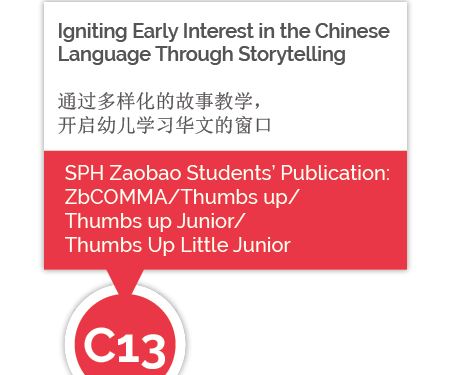 Igniting Early Interest in the Chinese
Language Through Storytelling
通过多样化的故事教学，
开启幼儿学习华文的窗口
SPH Zaobao Students’ Publication:
ZbCOMMA/Thumbs up/
Thumbs up Junior/
Thumbs Up Little Junior
C13